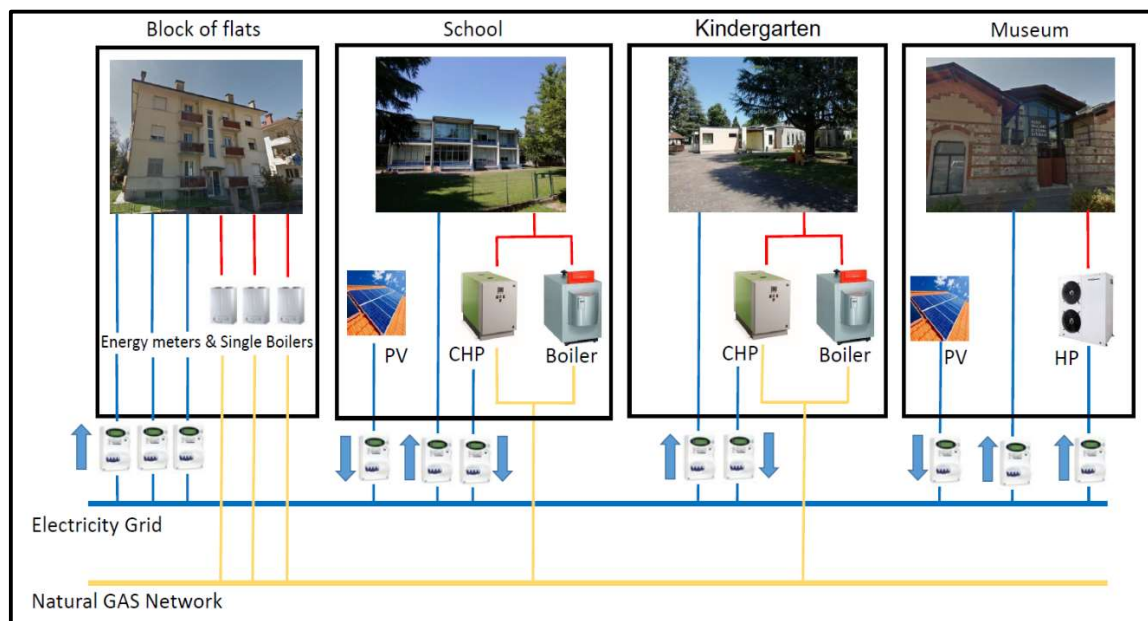 Block of flats
School
Kindergarten
Museum
Energy meters & Single Boilers
PV
CHP
Boiler
CHP
Boiler
PV
HP
Electricity Grid
Natural GAS Network